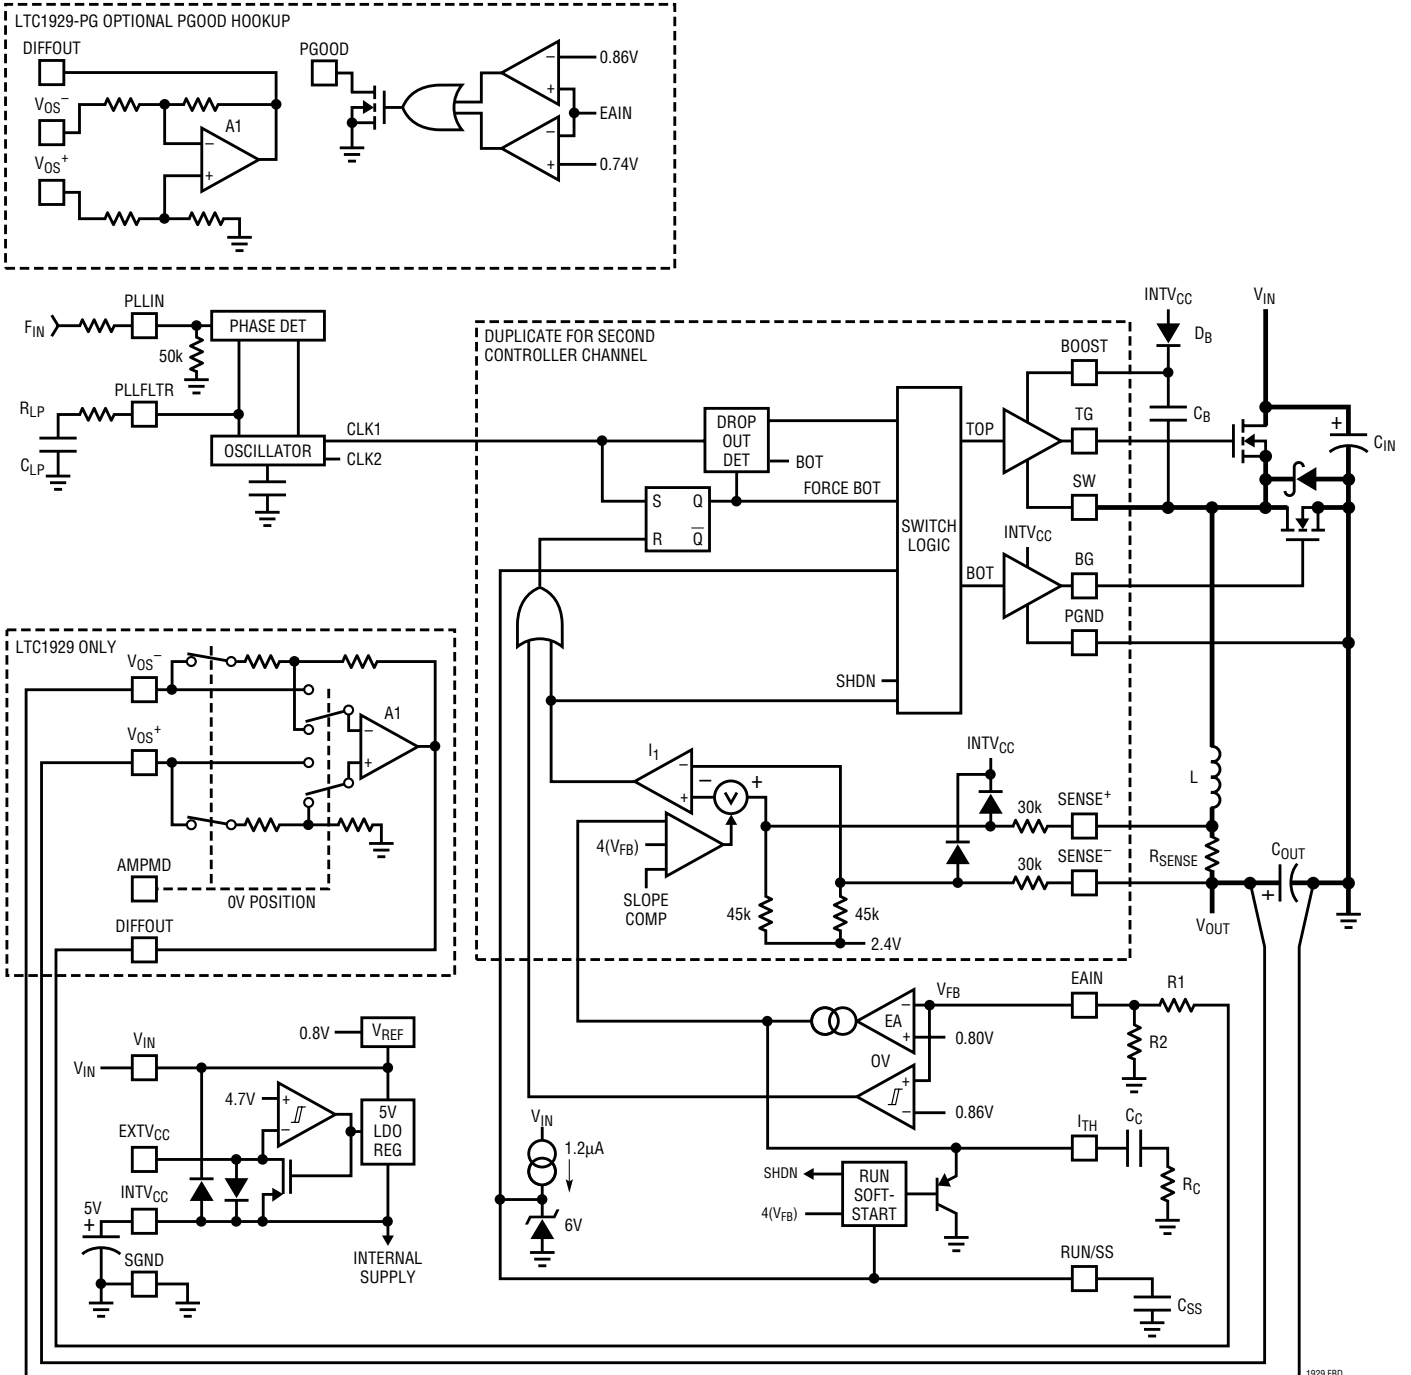 LTC1929-PG OPTIONAL PGOOD HOOKUP
DIFFOUT
PGOOD
0.86V
VOS–
A1
EAIN
VOS+
0.74V
–
+
–
+
–
+
PLLIN
FIN
PHASE DET
50k
PLLFLTR
RLP
CLP
OSCILLATOR
CLK1
CLK2
DUPLICATE FOR SECOND
CONTROLLER CHANNEL
DROP
OUT
DET
BOT
FORCE BOT
S Q
R Q̅
SWITCH
LOGIC
TOP
BOT
INTVCC
SHDN
BOOST
TG
SW
BG
PGND
INTVCC
DB
CB
VIN
+
CIN
LTC1929 ONLY
VOS–
A1
–
+
VOS+
AMPMD
0V POSITION
DIFFOUT
I1
–
+
– +
V
4(VFB)
SLOPE
COMP
45k
45k
2.4V
INTVCC
30k
SENSE+
30k
SENSE–
L
RSENSE
COUT
+
VOUT
VFB
EAIN
R1
R2
EA
–
+
0.80V
OV
+
–
0.86V
ITH
CC
RC
VIN
1.2µA
6V
SHDN
4(VFB)
RUN
SOFT-
START
RUN/SS
CSS
0.8V
VREF
VIN
VIN
4.7V
+
–
5V
LDO
REG
EXTVCC
INTVCC
5V
+
SGND
INTERNAL
SUPPLY
1929 FBD